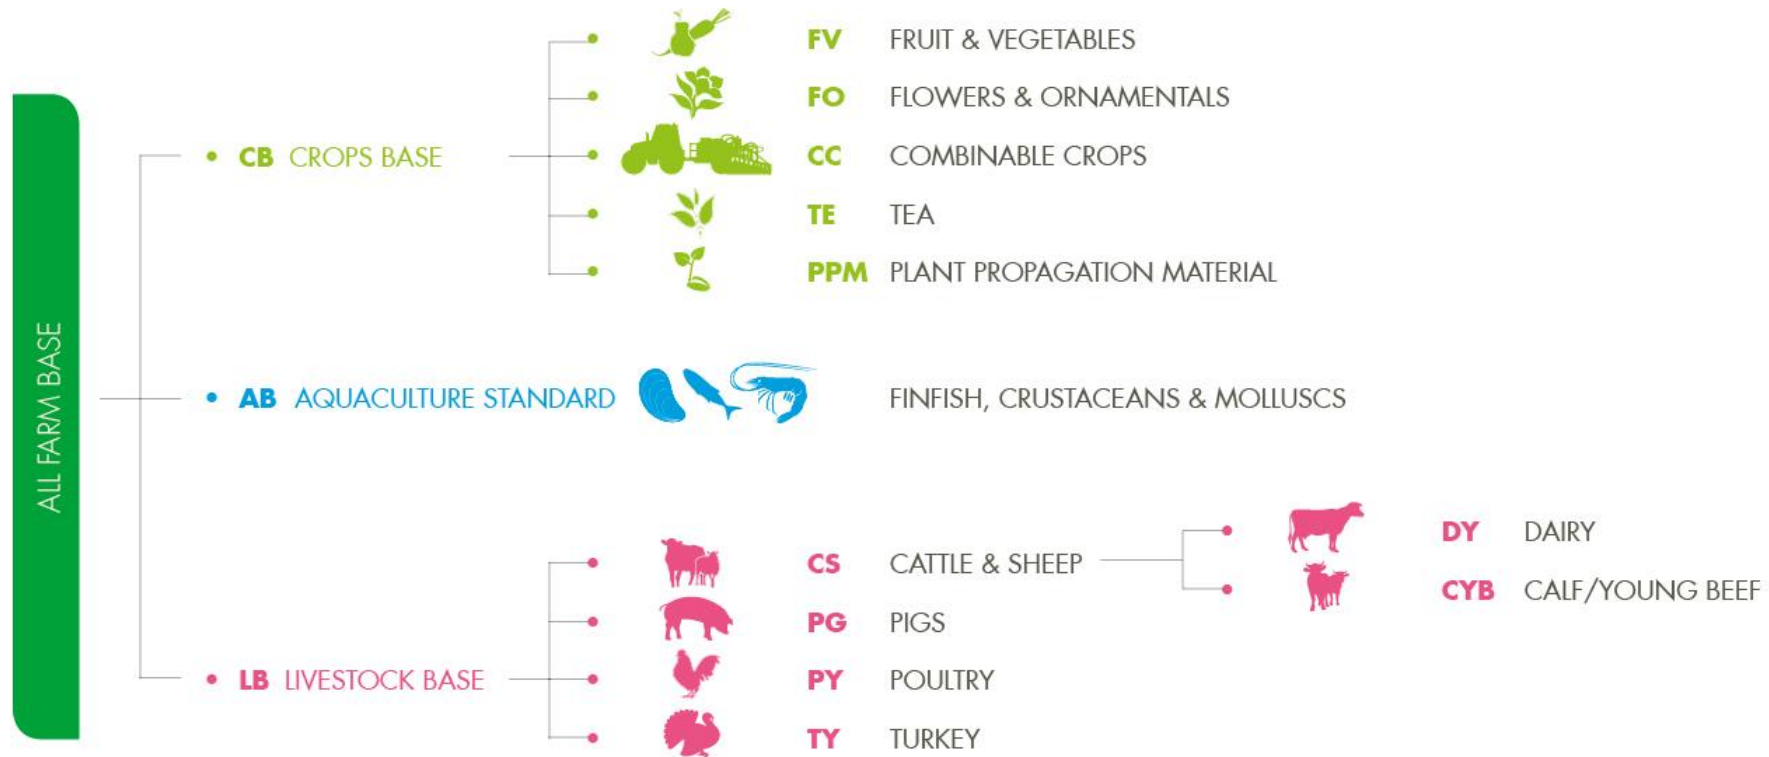 ALL FARM BASE
CB CROPS BASE
FV FRUIT & VEGETABLES
FO FLOWERS & ORNAMENTALS
CC COMBINABLE CROPS
TE TEA
PPM PLANT PROPAGATION MATERIAL
AB AQUACULTURE STANDARD FINFISH, CRUSTACEANS & MOLLUSCS
LB LIVESTOCK BASE
CS CATTLE & SHEEP
DY DAIRY
CYB CALF/YOUNG BEEF
PG PIGS
PY POULTRY
TY TURKEY